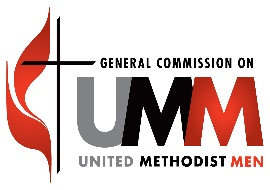 GENERAL COMMISSION ON
UMM
UNITED METHODIST MEN